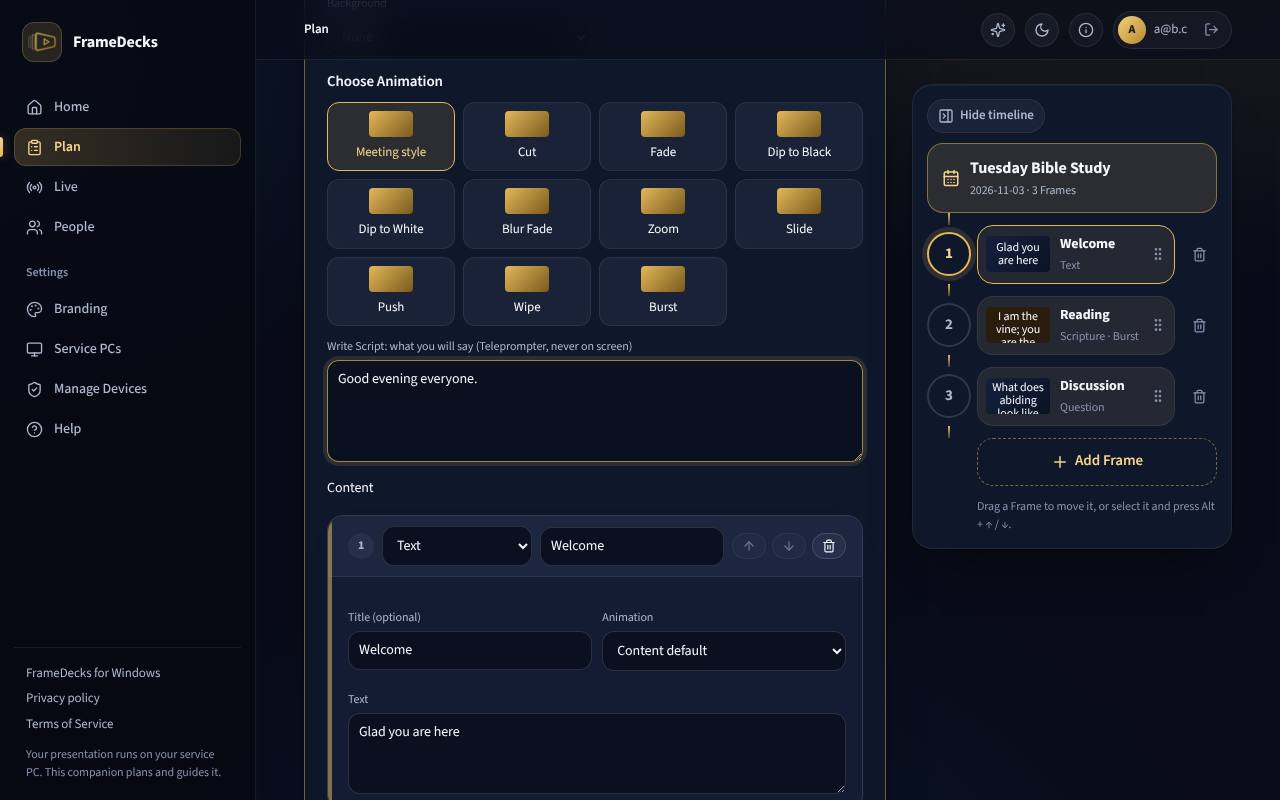 FrameDecks
Home
Plan
Live
People
Settings
Branding
Service PCs
Manage Devices
Help
FrameDecks for Windows
Privacy policy
Terms of Service
Your presentation runs on your service
PC. This companion plans and guides it.
Background
Plan
None
A
a@b.c
Choose Animation
Meeting style
Cut
Fade
Dip to Black
Dip to White
Blur Fade
Zoom
Slide
Push
Wipe
Burst
Write Script: what you will say (Teleprompter, never on screen)
Good evening everyone.
Content
1
Text
Welcome
Title (optional)
Animation
Welcome
Content default
Text
Glad you are here
Hide timeline
Tuesday Bible Study
2026-11-03 · 3 Frames
1
Glad you
are here
Welcome
Text
2
I am the
vine; you
are the
Reading
Scripture · Burst
3
What does
abiding
look like
Discussion
Question
Add Frame
Drag a Frame to move it, or select it and press Alt
+ ↑ / ↓.